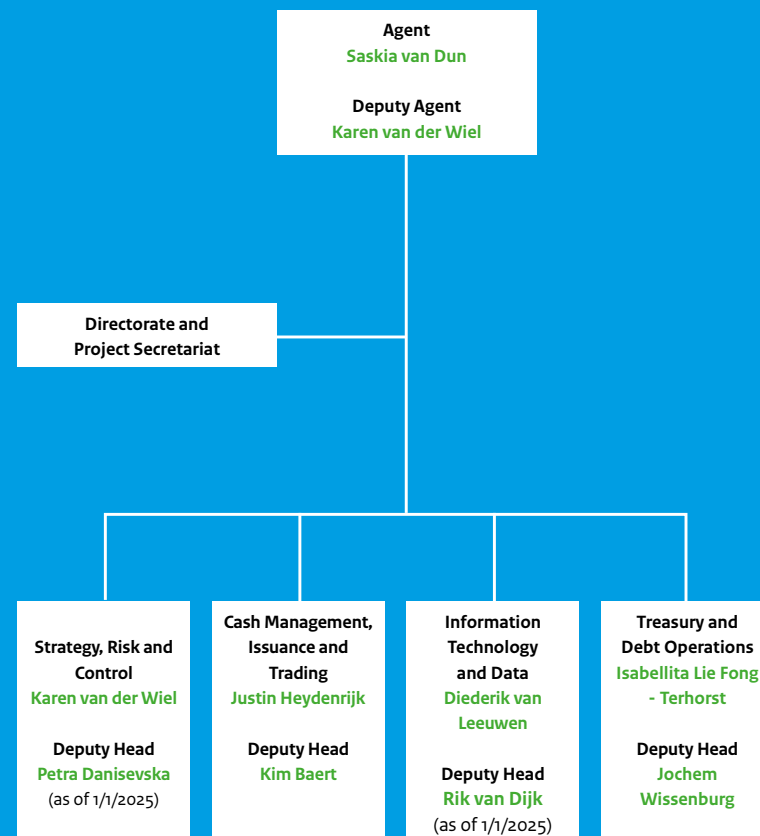 Agent
Saskia van Dun
Deputy Agent
Karen van der Wiel
Directorate and
Project Secretariat
Strategy, Risk and
Control
Karen van der Wiel
Deputy Head
Petra Danisevska
(as of 1/1/2025)
Cash Management,
Issuance and
Trading
Justin Heydenrijk
Deputy Head
Kim Baert
Information
Technology
and Data
Diederik van
Leeuwen
Deputy Head
Rik van Dijk
(as of 1/1/2025)
Treasury and
Debt Operations
Isabellita Lie Fong
- Terhorst
Deputy Head
Jochem
Wissenburg